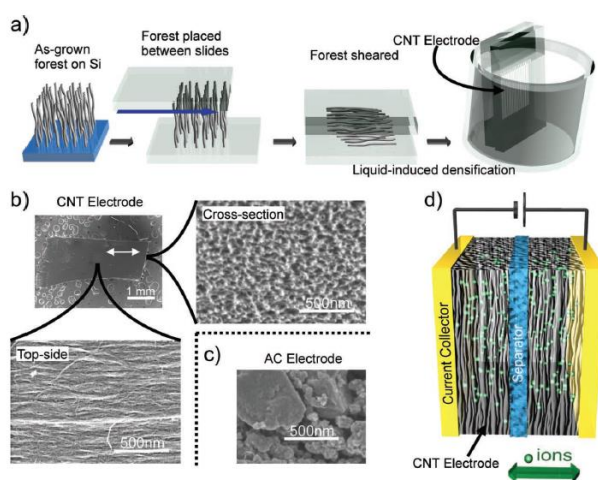 a)
As-grown
forest on Si
Forest placed
between slides
Forest sheared
CNT Electrode
Liquid-induced densification
b)
CNT Electrode
1 mm
Cross-section
500nm
Top-side
500nm
c)
AC Electrode
500nm
d)
Current Collector
Separator
CNT Electrode
ions